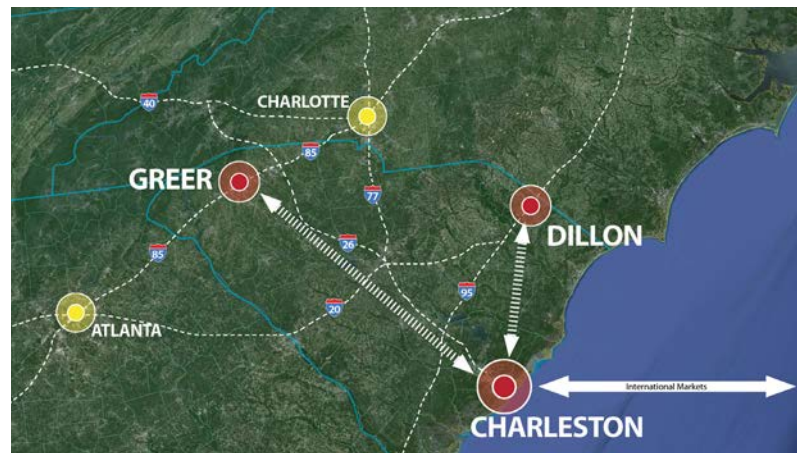 40
CHARLOTTE
85
GREER
77
DILLON
26
85
95
20
ATLANTA
International Markets
CHARLESTON